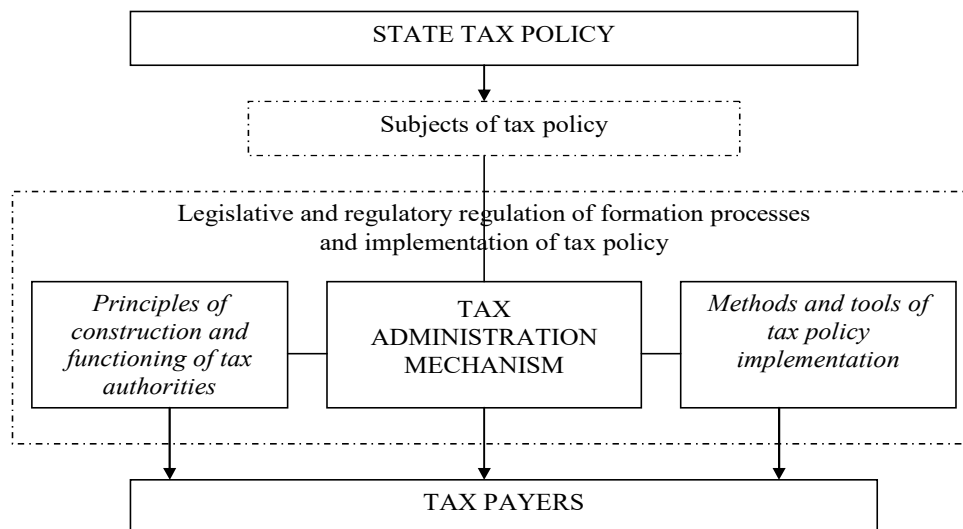 STATE TAX POLICY
Subjects of tax policy
Legislative and regulatory regulation of formation processes
and implementation of tax policy
Principles of
construction and
functioning of tax
authorities
TAX
ADMINISTRATION
MECHANISM
Methods and tools of
tax policy
implementation
TAX PAYERS